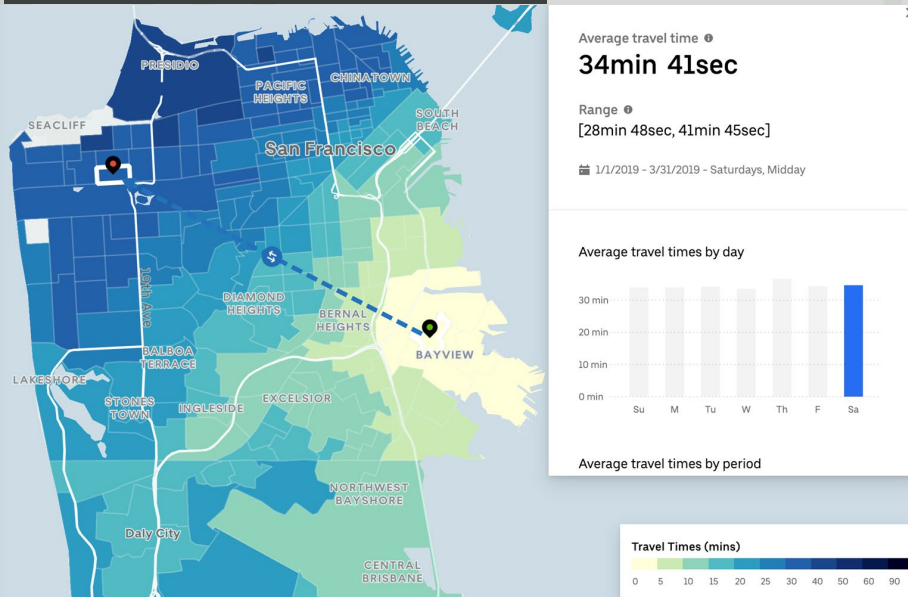 PRESIDIO
PACIFIC
HEIGHTS
CHINATOWN
SEACLIFF
SOUTH
BEACH
San Francisco
19th Ave
DIAMOND
HEIGHTS
BERNAL
HEIGHTS
BAYVIEW
BALBOA
TERRACE
LAKESHORE
STONES
TOWN
INGLESIDE
EXCELSIOR
NORTHWEST
BAYSHORE
Daly City
CENTRAL
BRISBANE
Average travel time
34min 41sec
Range
[28min 48sec, 41min 45sec]
1/1/2019 - 3/31/2019 - Saturdays, Midday
Average travel times by day
30 min
20 min
10 min
0 min
Su M Tu W Th F Sa
Average travel times by period
Travel Times (mins)
0 5 10 15 20 25 30 40 50 60 90